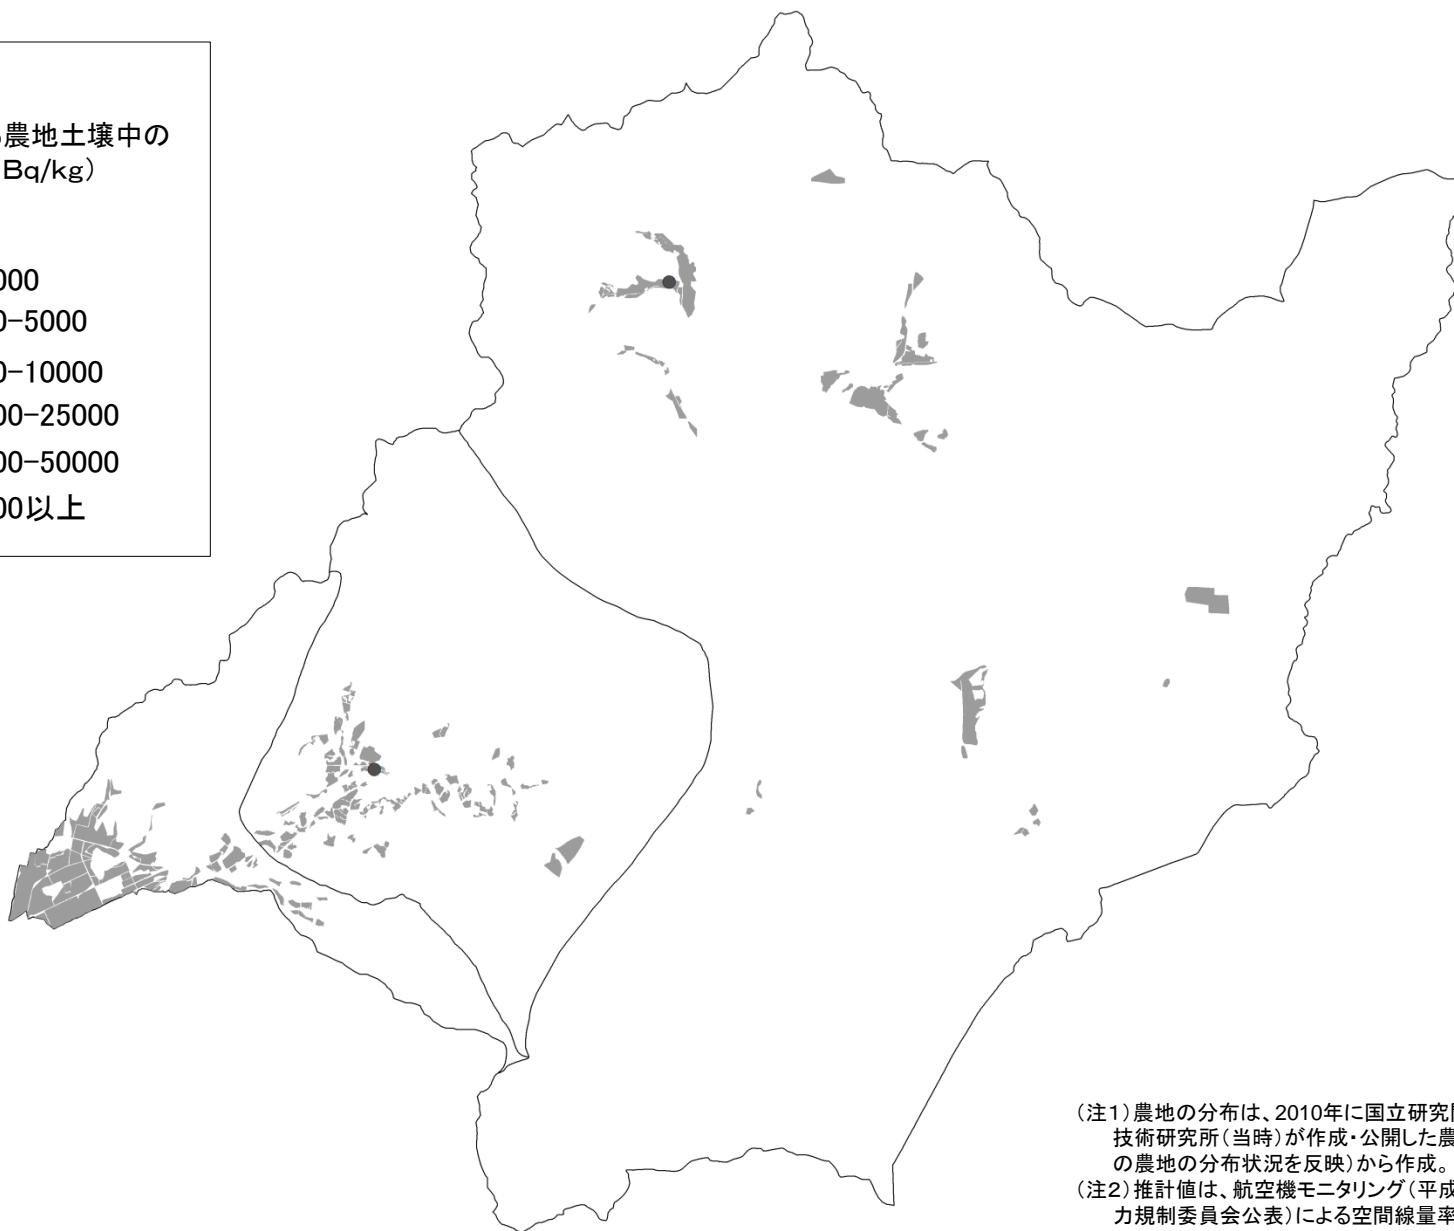 農地土壌中の
Bq/kg）
000
0-5000
0-10000
00-25000
00-50000
00以上
（注１）農地の分布は、2010年に国立研究
技術研究所（当時）が作成・公開した農
の農地の分布状況を反映）から作成。
（注２）推計値は、航空機モニタリング（平成
力規制委員会公表）による空間線量率